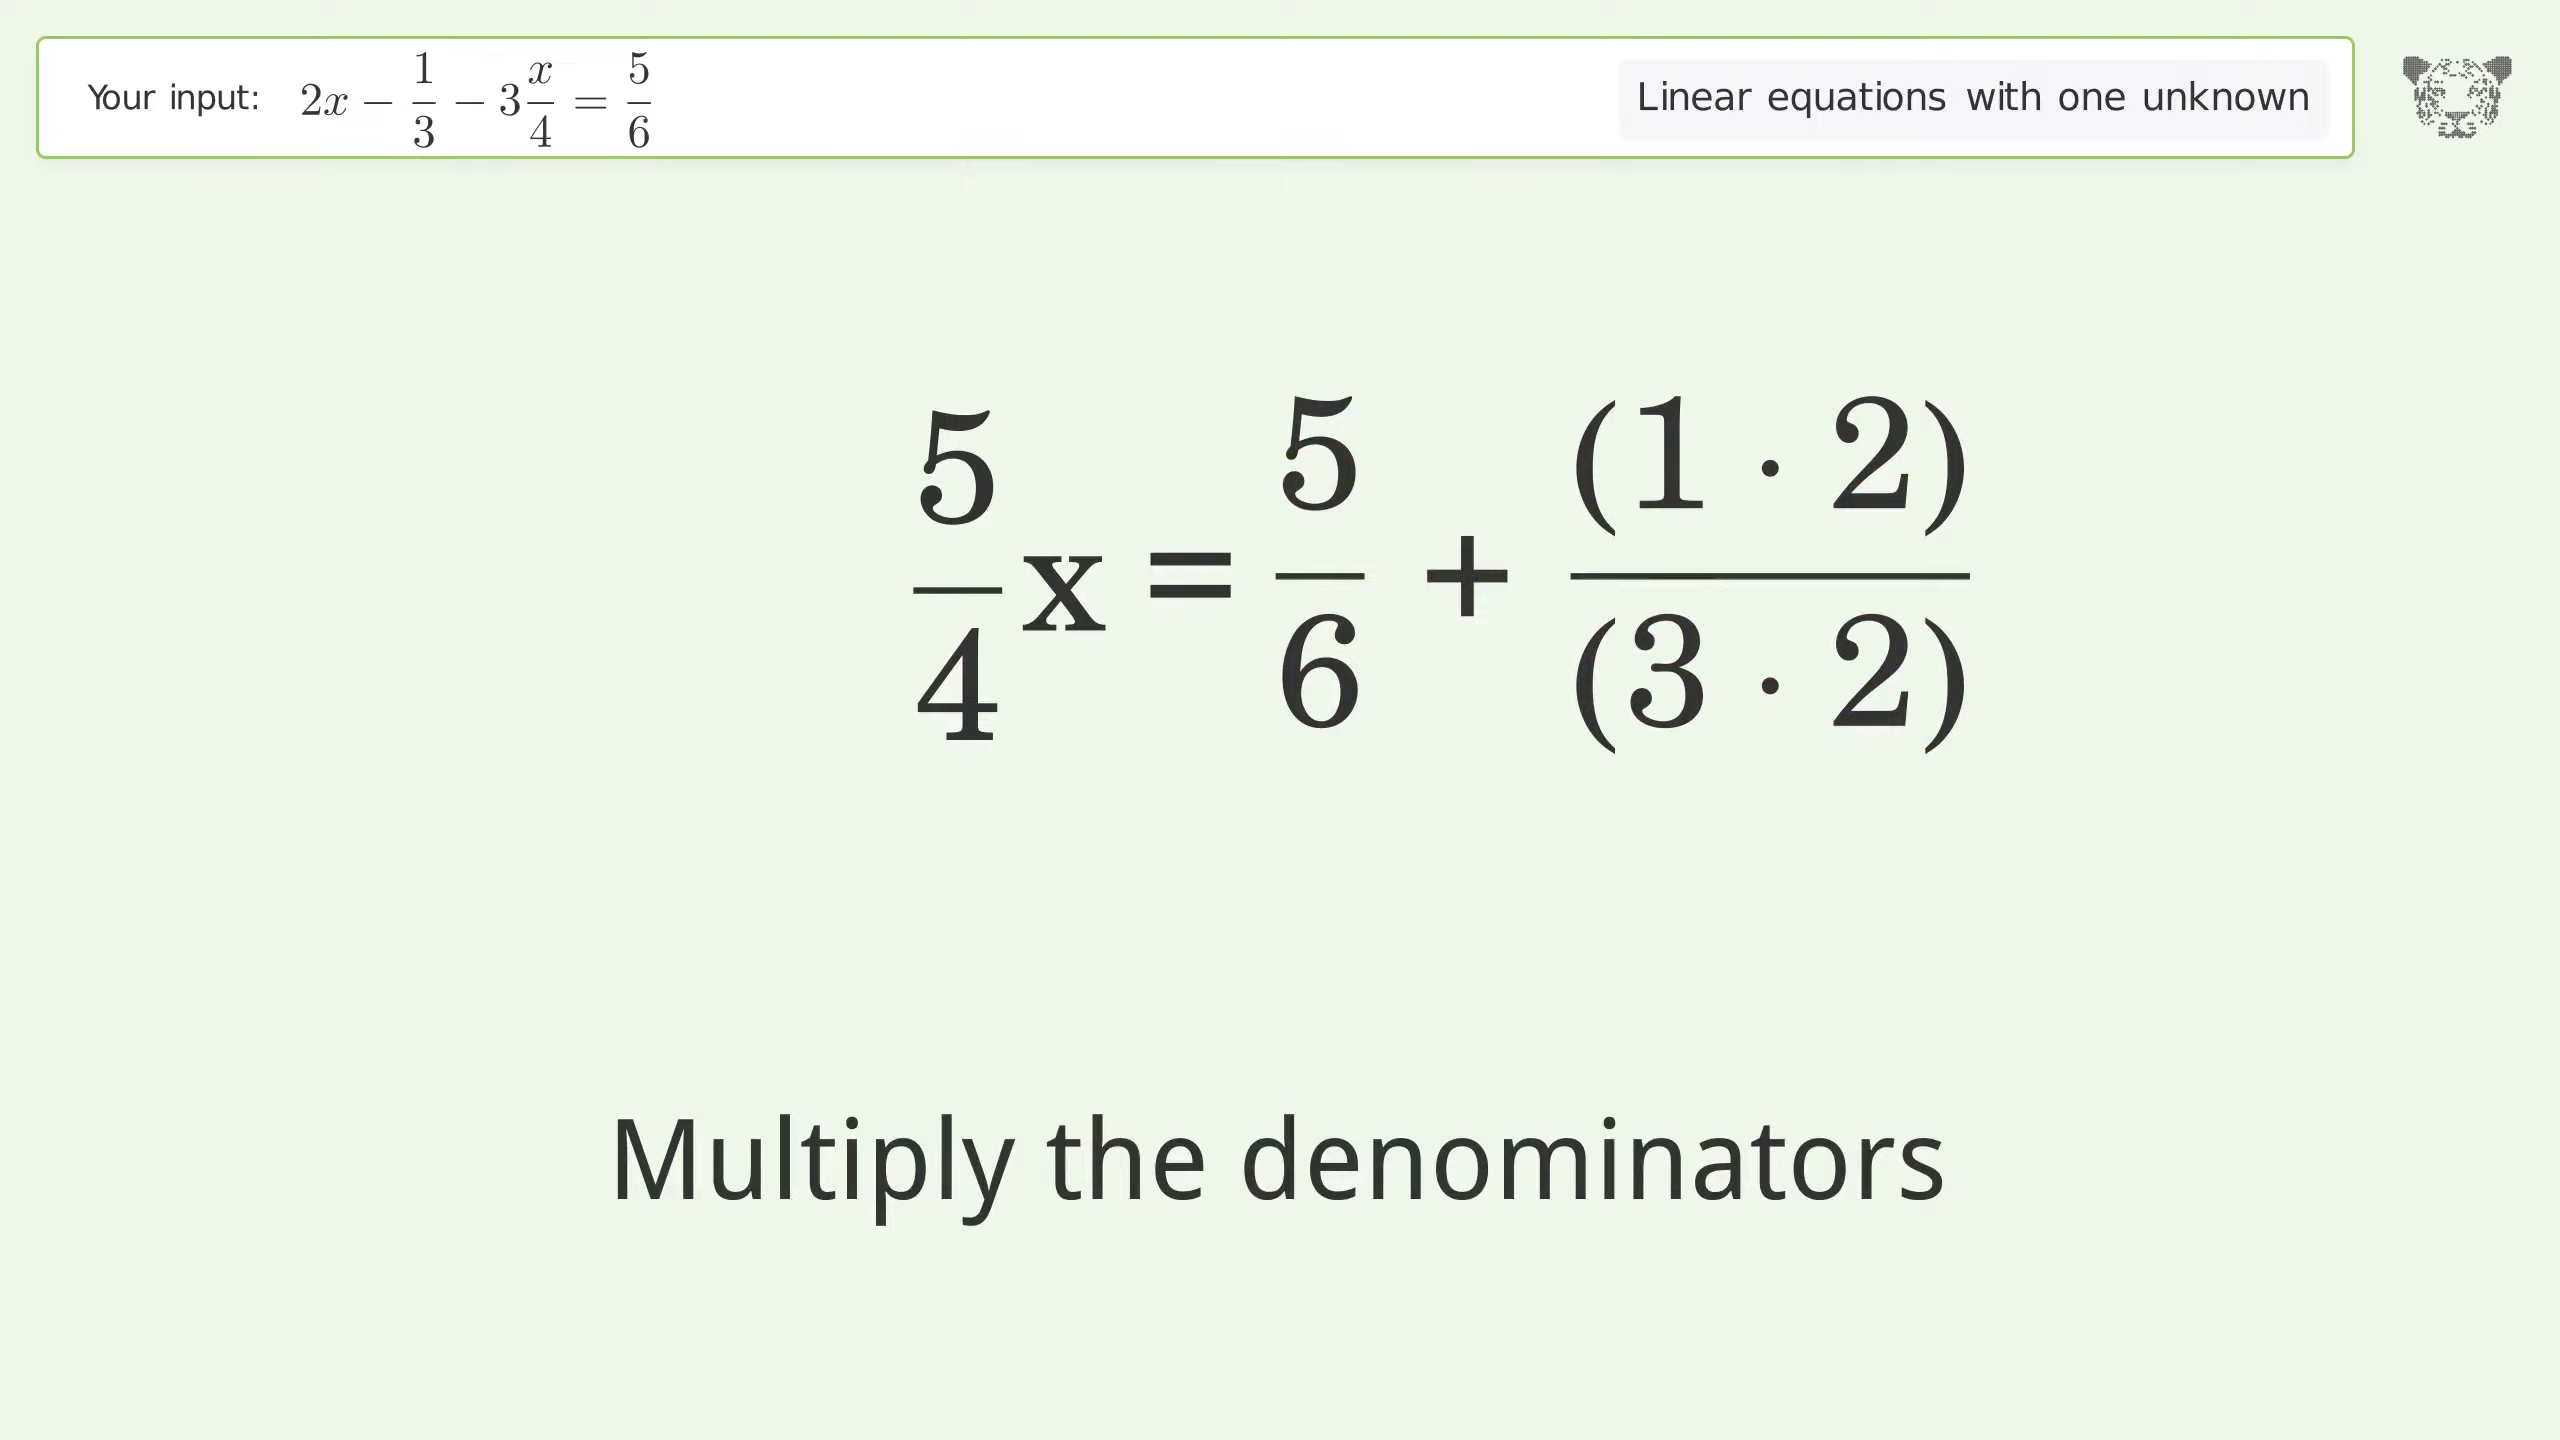 Your input: 2x − 1/3 − 3 x/4 = 5/6
Linear equations with one unknown
5/4 x = 5/6 + (1 · 2)/(3 · 2)
Multiply the denominators